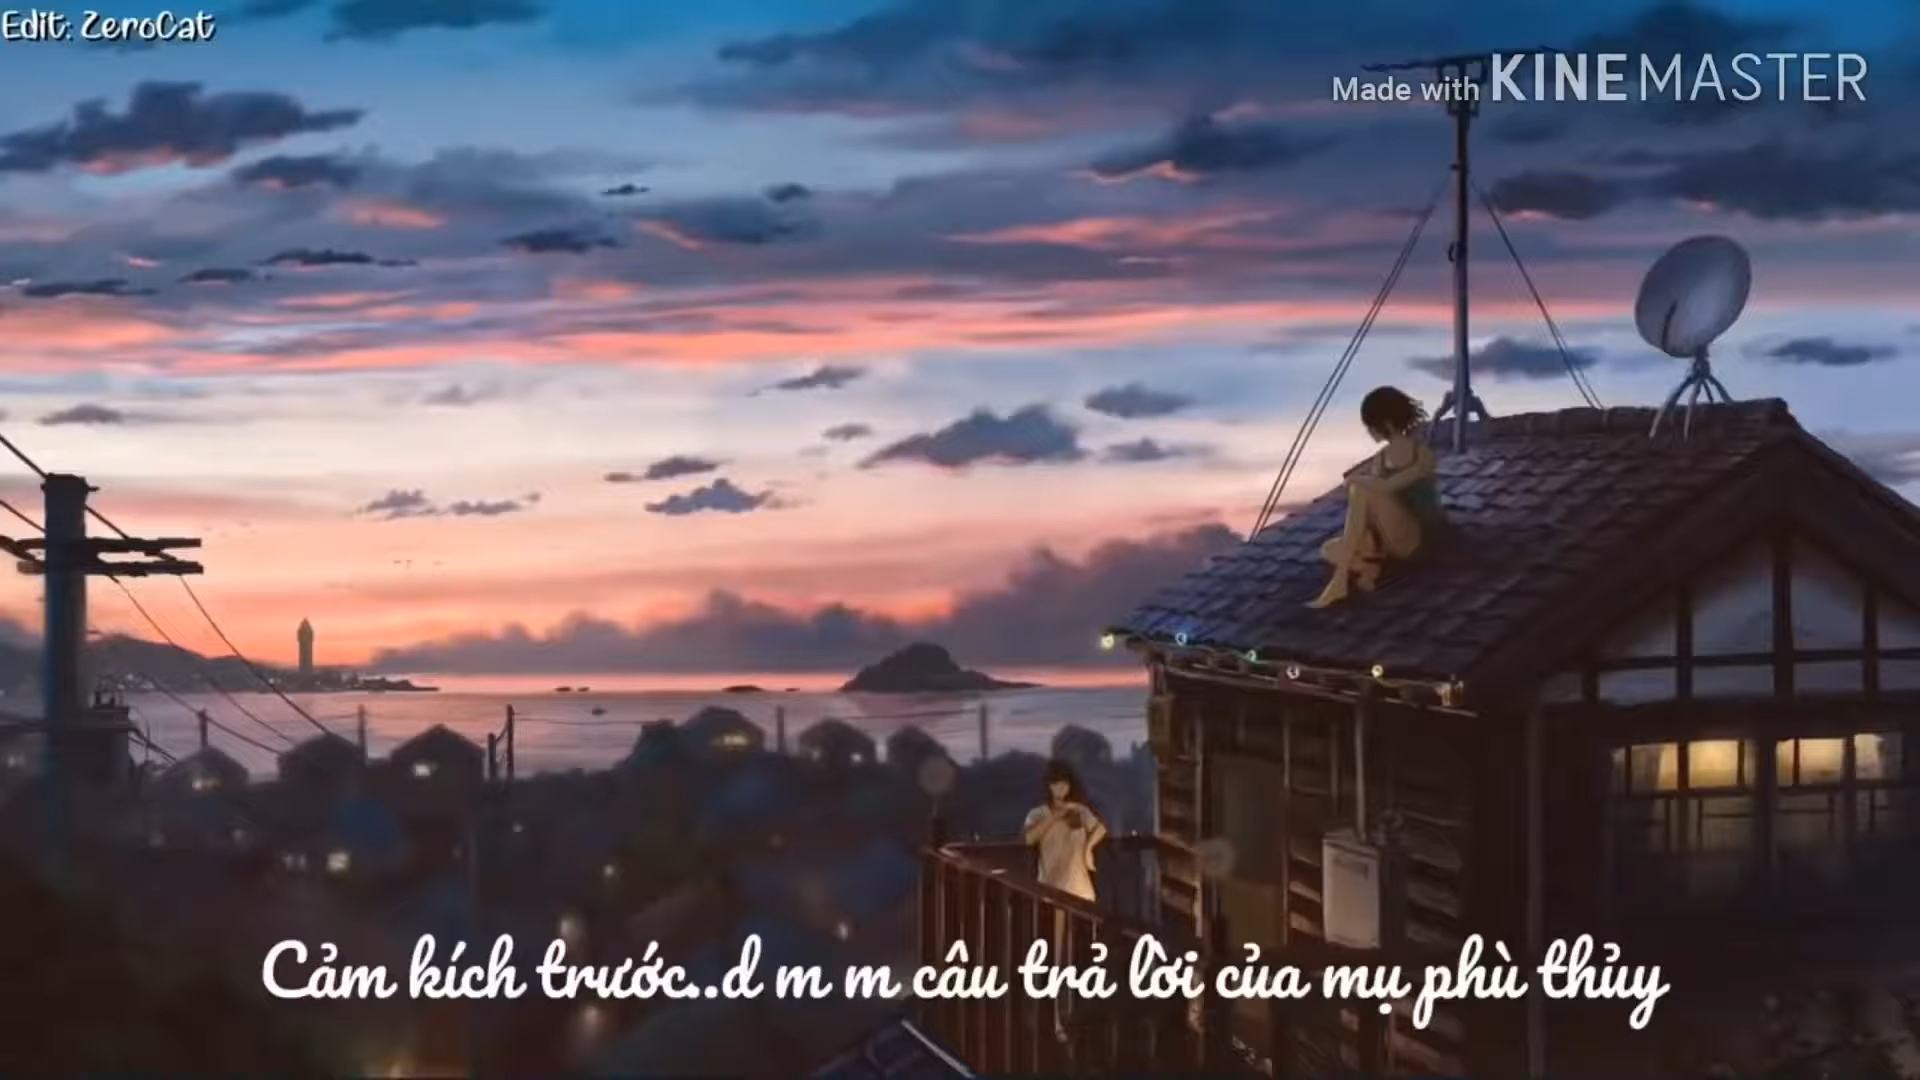 Edit: ZeroCat
Made with KINEMASTER
Cảm kích trước..d m m câu trả lời của mụ phù thủy